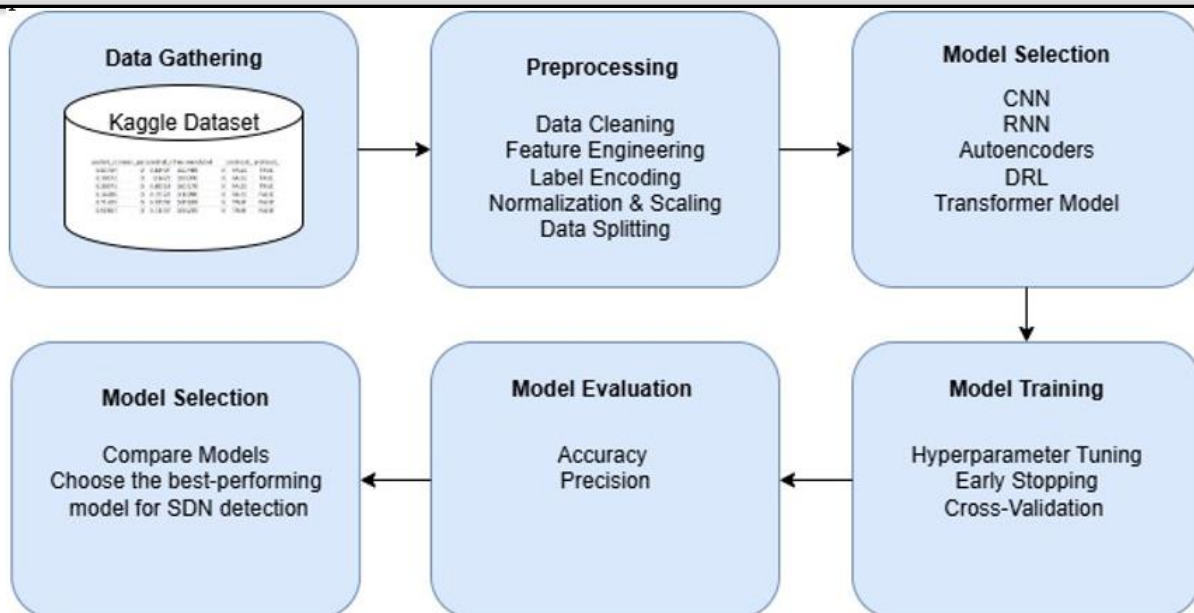 Data Gathering
Kaggle Dataset
Preprocessing
Data Cleaning
Feature Engineering
Label Encoding
Normalization & Scaling
Data Splitting
Model Selection
CNN
RNN
Autoencoders
DRL
Transformer Model
Model Selection
Compare Models
Choose the best-performing
model for SDN detection
Model Evaluation
Accuracy
Precision
Model Training
Hyperparameter Tuning
Early Stopping
Cross-Validation